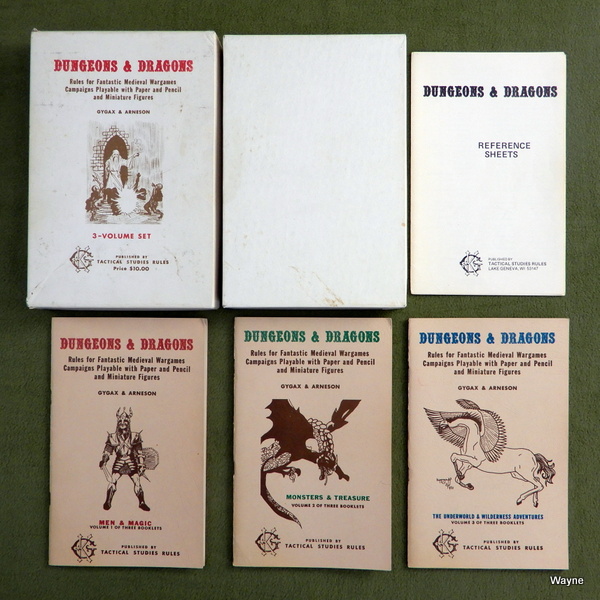 DUNGEONS & DRAGONS
Rules for Fantastic Medieval Wargames
Campaigns Playable with Paper and Pencil
and Miniature Figures
GYGAX & ARNESON
3-VOLUME SET
PUBLISHED BY
TACTICAL STUDIES RULES
Price $10.00
DUNGEONS & DRAGONS
REFERENCE
SHEETS
PUBLISHED BY
TACTICAL STUDIES RULES
LAKE GENEVA, WI 53147
DUNGEONS & DRAGONS
Rules for Fantastic Medieval Wargames
Campaigns Playable with Paper and Pencil
and Miniature Figures
GYGAX & ARNESON
MEN & MAGIC
VOLUME 1 OF THREE BOOKLETS
PUBLISHED BY
TACTICAL STUDIES RULES
DUNGEONS & DRAGONS
Rules for Fantastic Medieval Wargames
Campaigns Playable with Paper and Pencil
and Miniature Figures
GYGAX & ARNESON
MONSTERS & TREASURE
VOLUME 2 OF THREE BOOKLETS
PUBLISHED BY
TACTICAL STUDIES RULES
DUNGEONS & DRAGONS
Rules for Fantastic Medieval Wargames
Campaigns Playable with Paper and Pencil
and Miniature Figures
GYGAX & ARNESON
THE UNDERWORLD & WILDERNESS ADVENTURES
VOLUME 3 OF THREE BOOKLETS
PUBLISHED BY
TACTICAL STUDIES RULES
Wayne